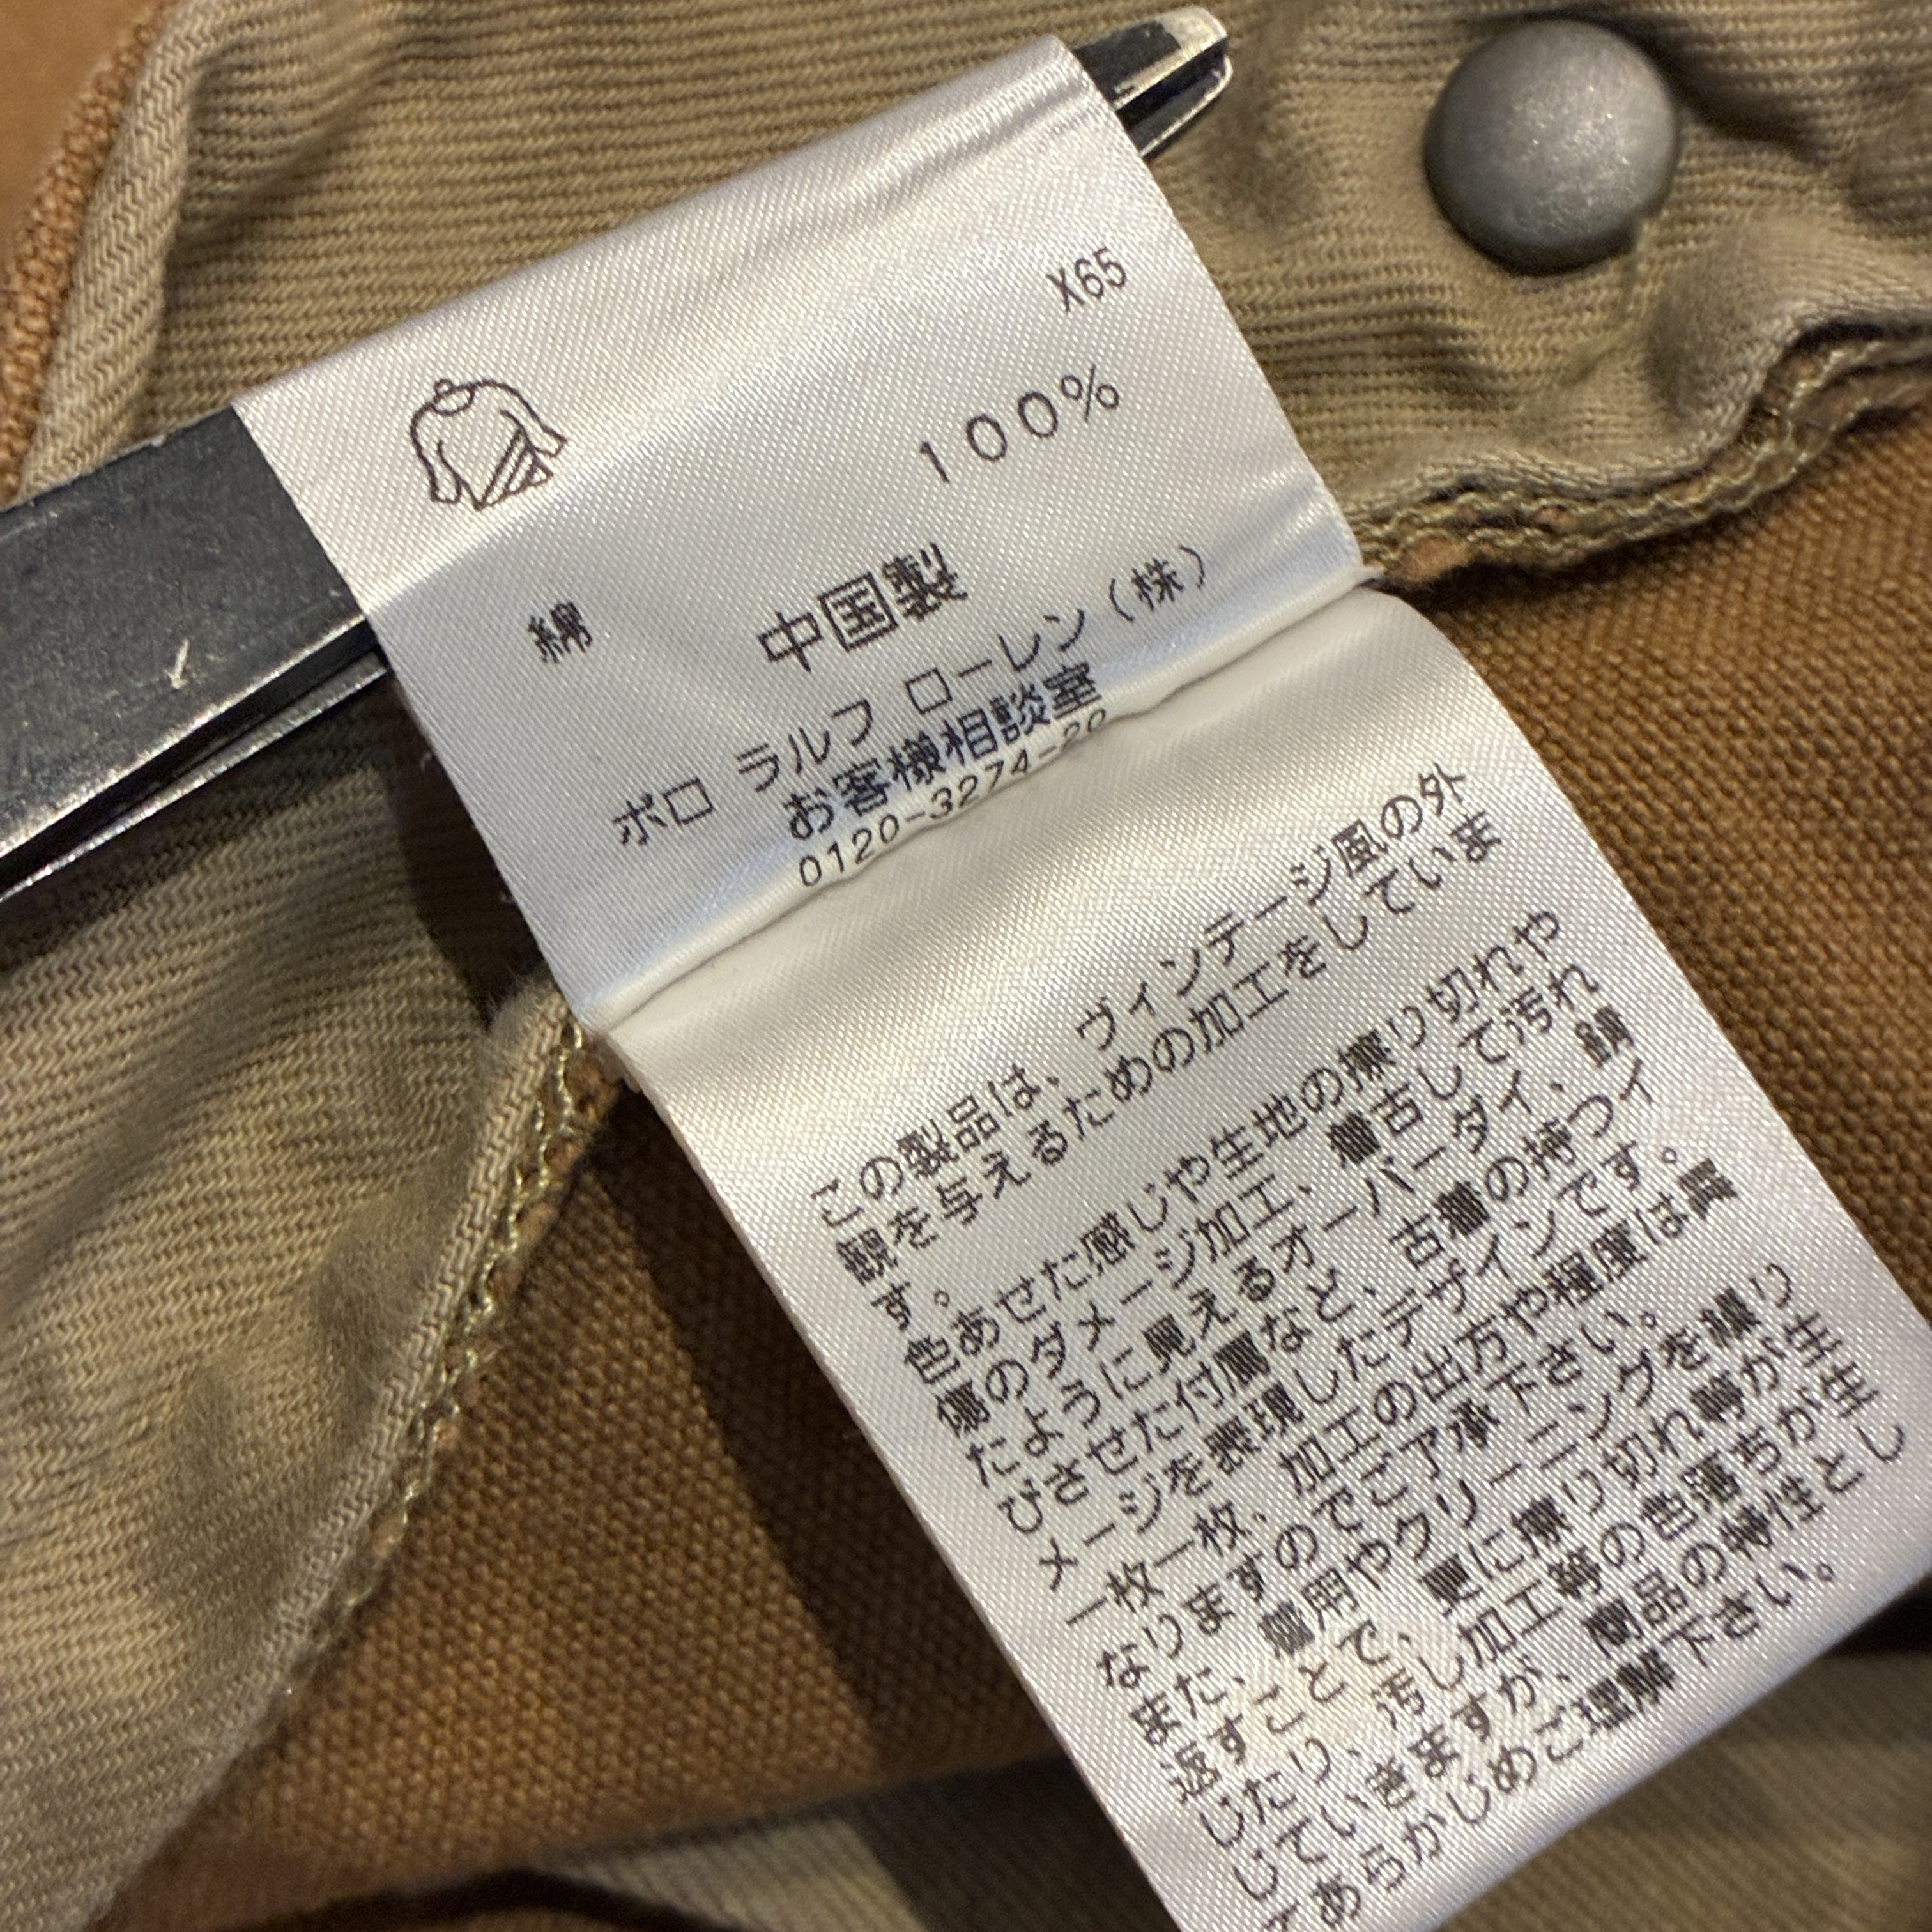 X65
綿 100%
中国製
ポロ ラルフ ローレン（株）
お客様相談室
0120-3274-20
この製品は、ヴィンテージ風の外
観を与えるための加工をしていま
す。
色あせた感じや生地の擦り切れや
傷のダメージ加工、着古して汚れ
たように見えるオーバーダイ、錆
びさせた付属など、古着の持つイ
メージを表現したデザインです。
一枚一枚、加工の出方や程度は異
なりますのでご了承下さい。
また、着用やクリーニングを繰り
返すことで、更に擦り切れ等が生
じたり、汚し加工等の色落ちが生
じていきますが、商品の特性とし
てあらかじめご理解下さい。